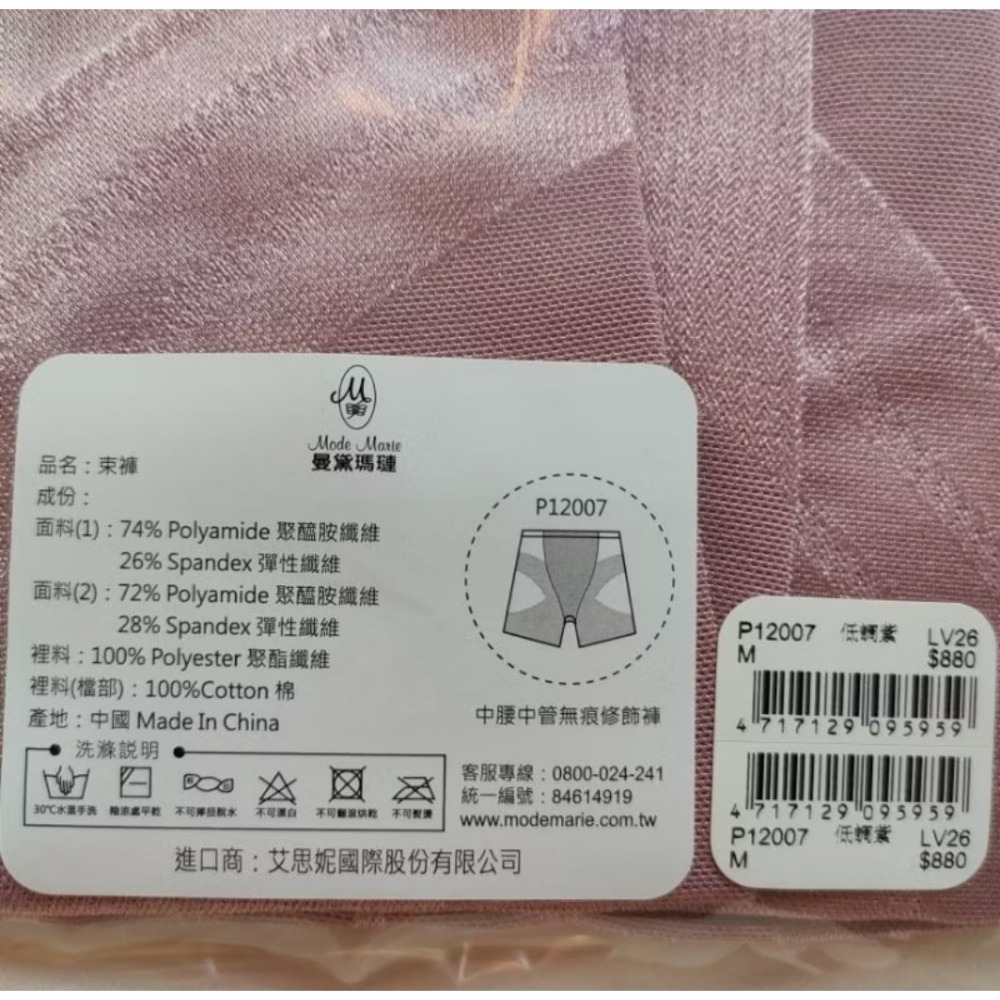 Mode Marie
曼黛瑪璉
品名：束褲
成份：
面料(1)：74% Polyamide 聚醯胺纖維
26% Spandex 彈性纖維
面料(2)：72% Polyamide 聚醯胺纖維
28% Spandex 彈性纖維
裡料：100% Polyester 聚酯纖維
裡料(檔部)：100%Cotton 棉
產地：中國 Made In China
洗滌説明
30℃水溫手洗 陰涼處平乾 不可擰扭脫水 不可漂白 不可翻滾烘乾 不可熨燙
P12007
中腰中管無痕修飾褲
客服專線：0800-024-241
統一編號：84614919
www.modemarie.com.tw
進口商：艾思妮國際股份有限公司
P12007 低調紫 LV26
M $880
4 717129 095959
4 717129 095959
P12007 低調紫 LV26
M $880